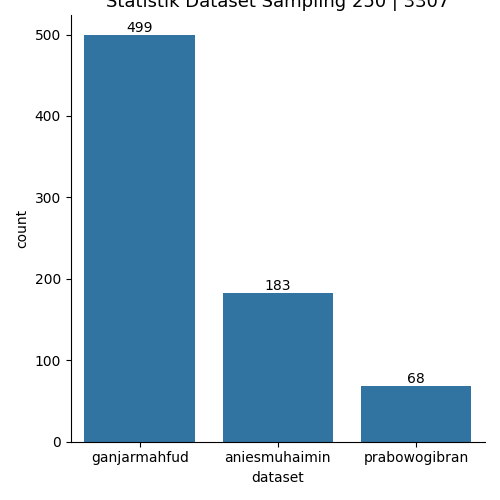 Statistik Dataset Sampling 250 | 3307
500
400
300
200
100
0
count
499
183
68
ganjarmahfud aniesmuhaimin prabowogibran
dataset